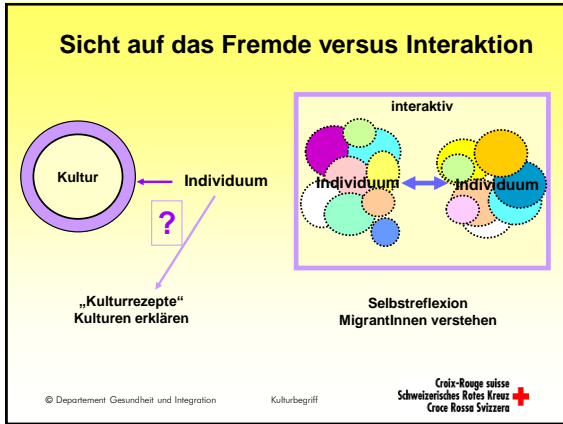 Sicht auf das Fremde versus Interaktion
interaktiv
Kultur
Individuum
Individuum
Individuum
?
„Kulturrezepte“
Kulturen erklären
Selbstreflexion
MigrantInnen verstehen
© Departement Gesundheit und Integration
Kulturbegriff
Croix-Rouge suisse
Schweizerisches Rotes Kreuz
Croce Rossa Svizzera